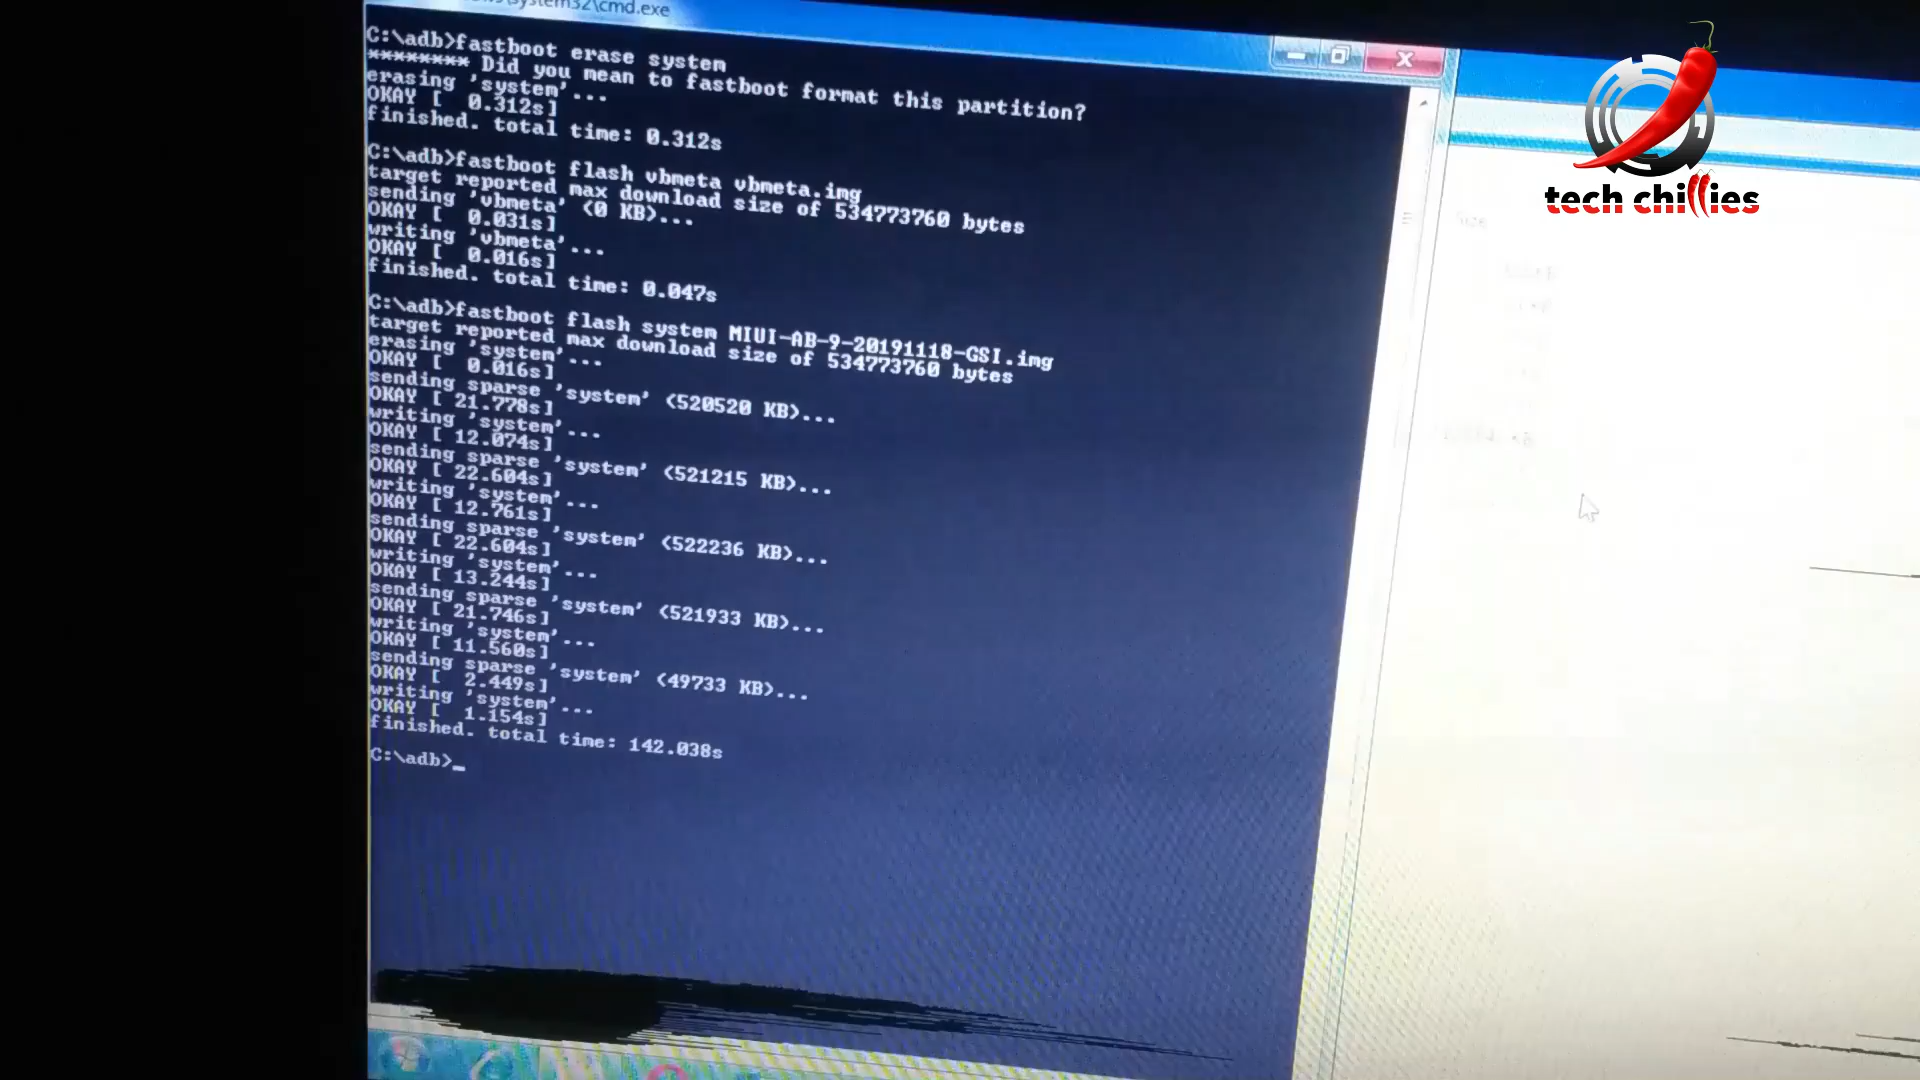 \system32\cmd.exe
C:\adb>fastboot erase system
******** Did you mean to fastboot format this partition?
erasing 'system'...
OKAY [  0.312s]
finished. total time: 0.312s
C:\adb>fastboot flash vbmeta vbmeta.img
target reported max download size of 534773760 bytes
sending 'vbmeta' (0 KB)...
OKAY [  0.031s]
writing 'vbmeta'...
OKAY [  0.016s]
finished. total time: 0.047s
C:\adb>fastboot flash system MIUI-AB-9-20191118-GSI.img
target reported max download size of 534773760 bytes
erasing 'system'...
OKAY [  0.016s]
sending sparse 'system' (520520 KB)...
OKAY [ 21.778s]
writing 'system'...
OKAY [ 12.074s]
sending sparse 'system' (521215 KB)...
OKAY [ 22.604s]
writing 'system'...
OKAY [ 12.761s]
sending sparse 'system' (522236 KB)...
OKAY [ 22.604s]
writing 'system'...
OKAY [ 13.244s]
sending sparse 'system' (521933 KB)...
OKAY [ 21.746s]
writing 'system'...
OKAY [ 11.560s]
sending sparse 'system' (49733 KB)...
OKAY [  2.449s]
writing 'system'...
OKAY [  1.154s]
finished. total time: 142.038s
C:\adb>_
tech chillies
Size